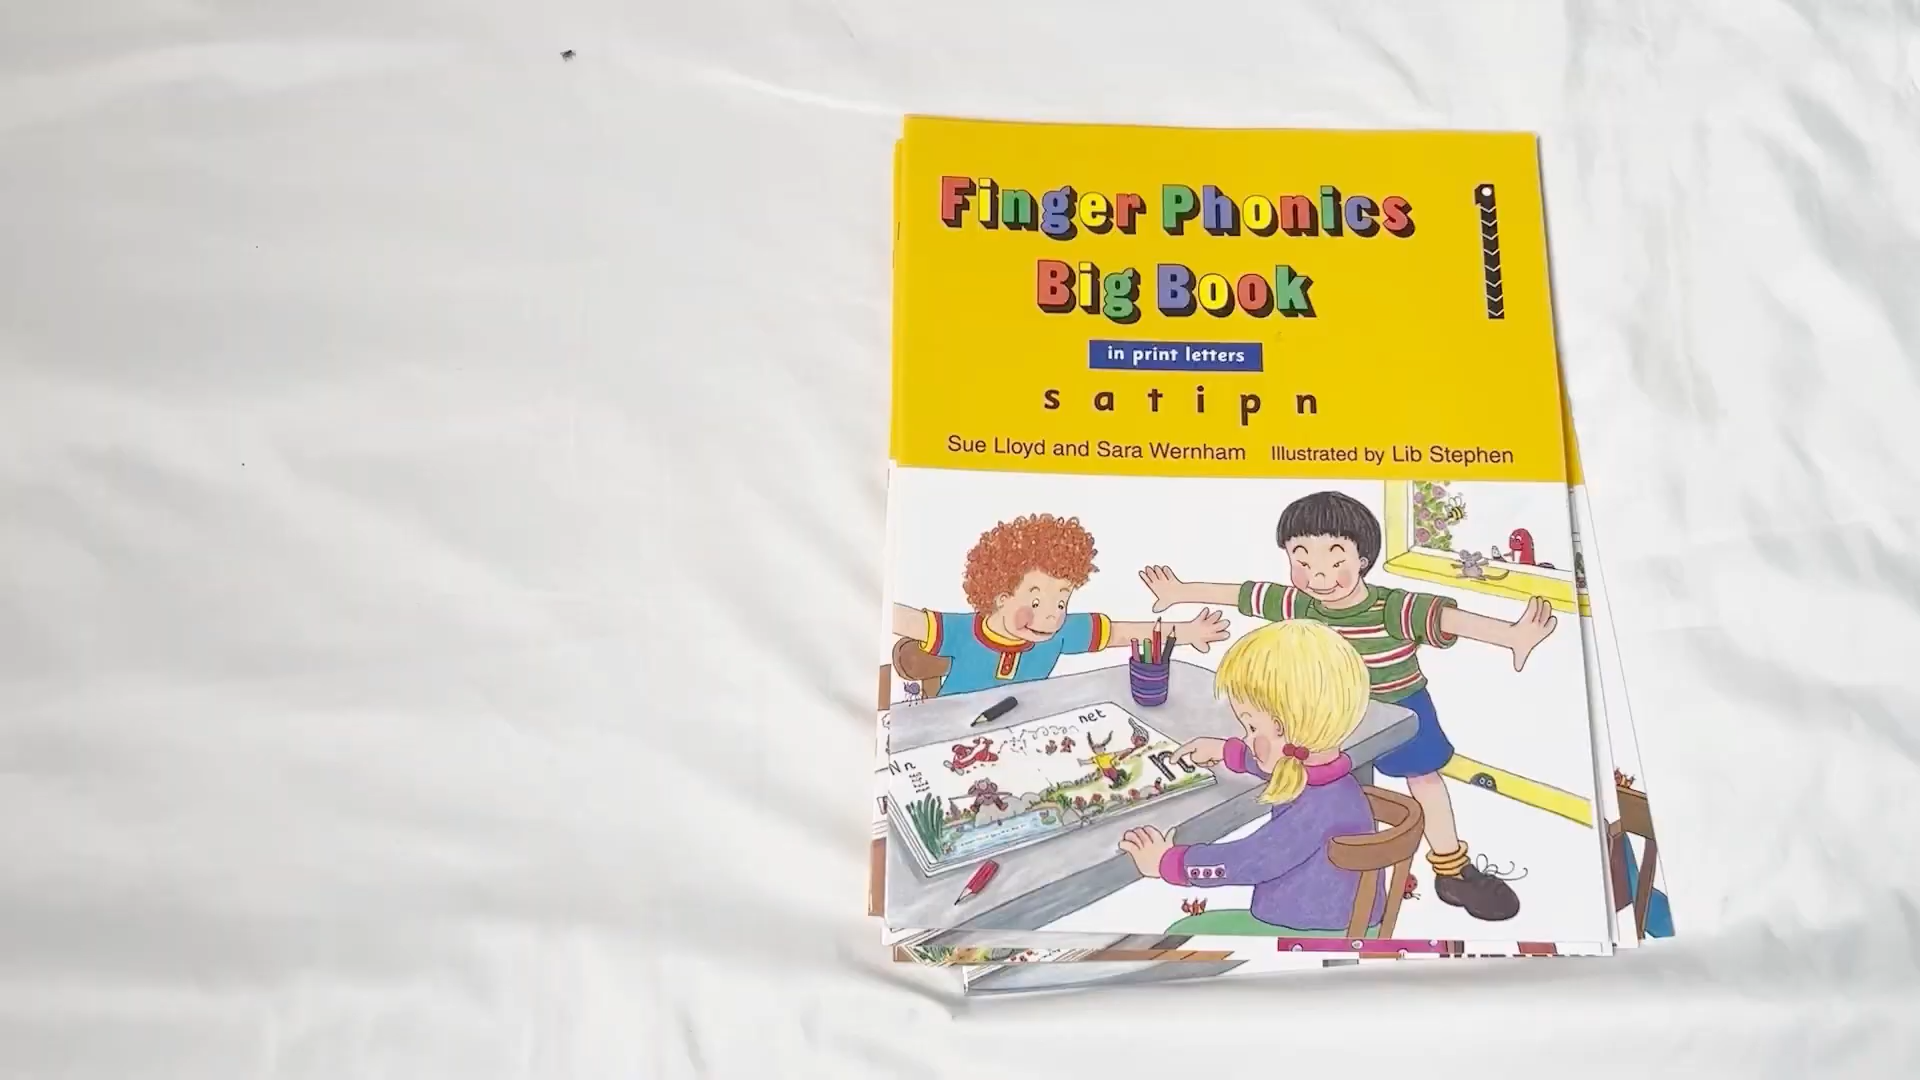 Finger Phonics
Big Book
1
in print letters
s a t i p n
Sue Lloyd and Sara Wernham Illustrated by Lib Stephen
net
N n
n